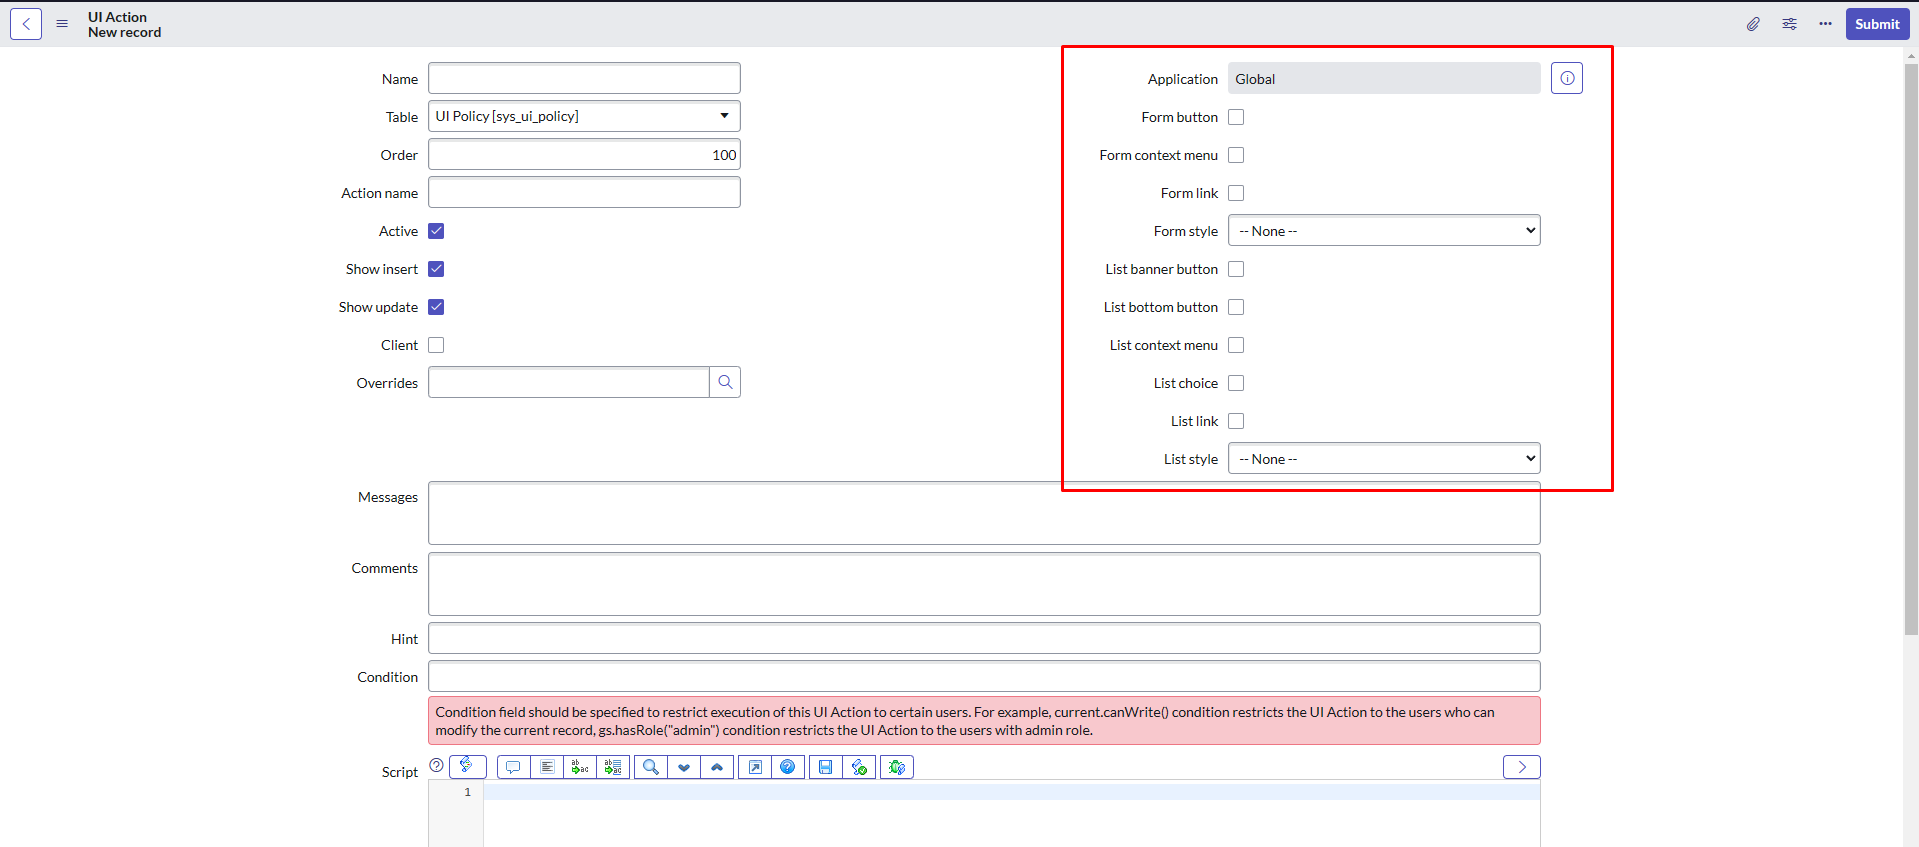 UI Action
New record
Submit
Name
Table UI Policy [sys_ui_policy]
Order 100
Action name
Active
Show insert
Show update
Client
Overrides
Application Global
Form button
Form context menu
Form link
Form style -- None --
List banner button
List bottom button
List context menu
List choice
List link
List style -- None --
Messages
Comments
Hint
Condition
Condition field should be specified to restrict execution of this UI Action to certain users. For example, current.canWrite() condition restricts the UI Action to the users who can
modify the current record, gs.hasRole("admin") condition restricts the UI Action to the users with admin role.
Script
1